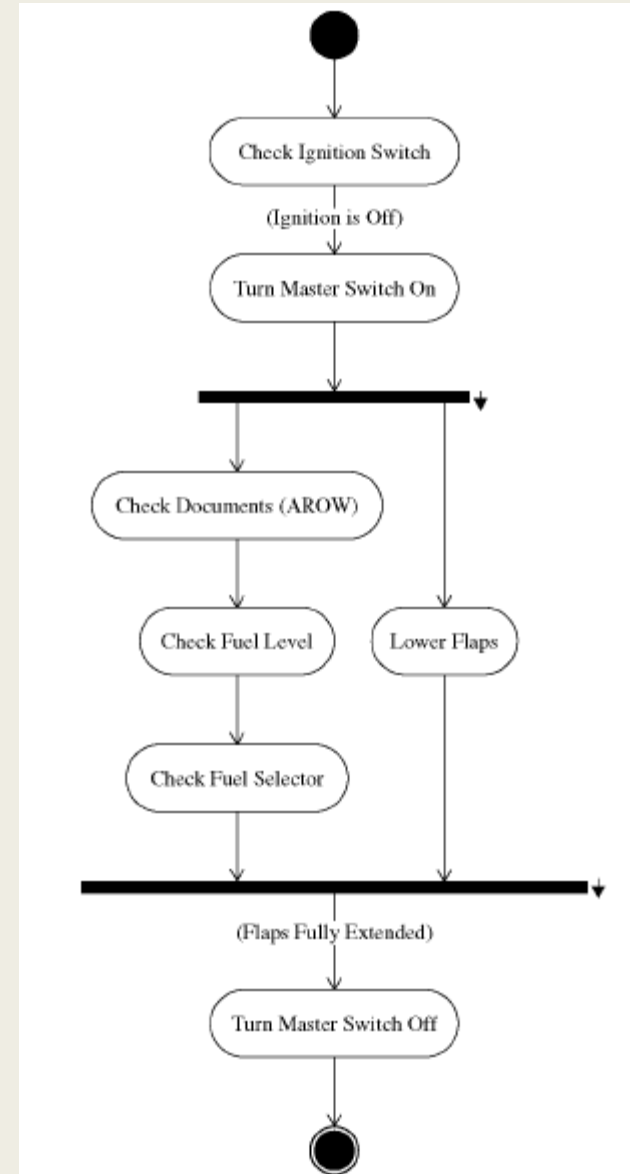 Check Ignition Switch
(Ignition is Off)
Turn Master Switch On
Check Documents (AROW)
Check Fuel Level
Lower Flaps
Check Fuel Selector
(Flaps Fully Extended)
Turn Master Switch Off